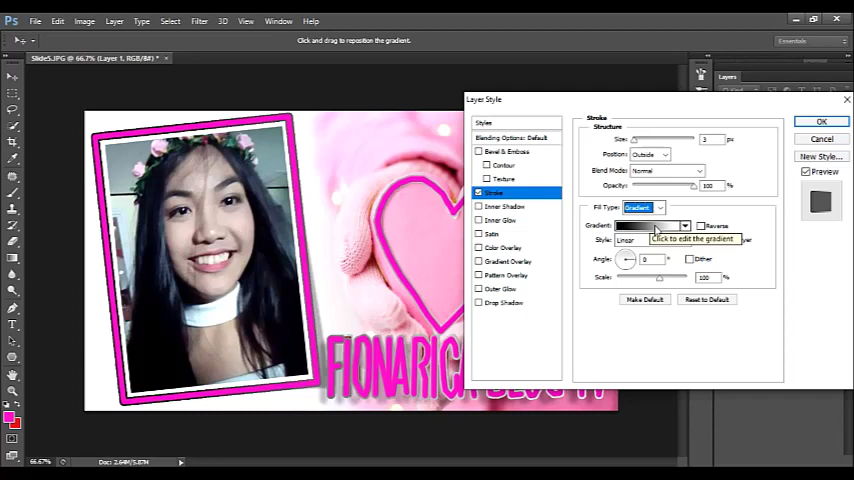 Ps File Edit Image Layer Type Select Filter 3D View Window Help
Click and drag to reposition the gradient.
Essentials
Slide5.JPG @ 66.7% (Layer 1, RGB/8#) * ×
Layers
Layer Style
Styles
Blending Options: Default
Bevel & Emboss
Contour
Texture
Stroke
Inner Shadow
Inner Glow
Satin
Color Overlay
Gradient Overlay
Pattern Overlay
Outer Glow
Drop Shadow
Stroke
Structure
Size: 3 px
Position: Outside
Blend Mode: Normal
Opacity: 100 %
Fill Type: Gradient
Gradient: Reverse
Click to edit the gradient
Style: Linear yer
Angle: 0 ° Dither
Scale: 100 %
Make Default Reset to Default
OK
Cancel
New Style...
Preview
66.67% Doc: 2.64M/5.87M